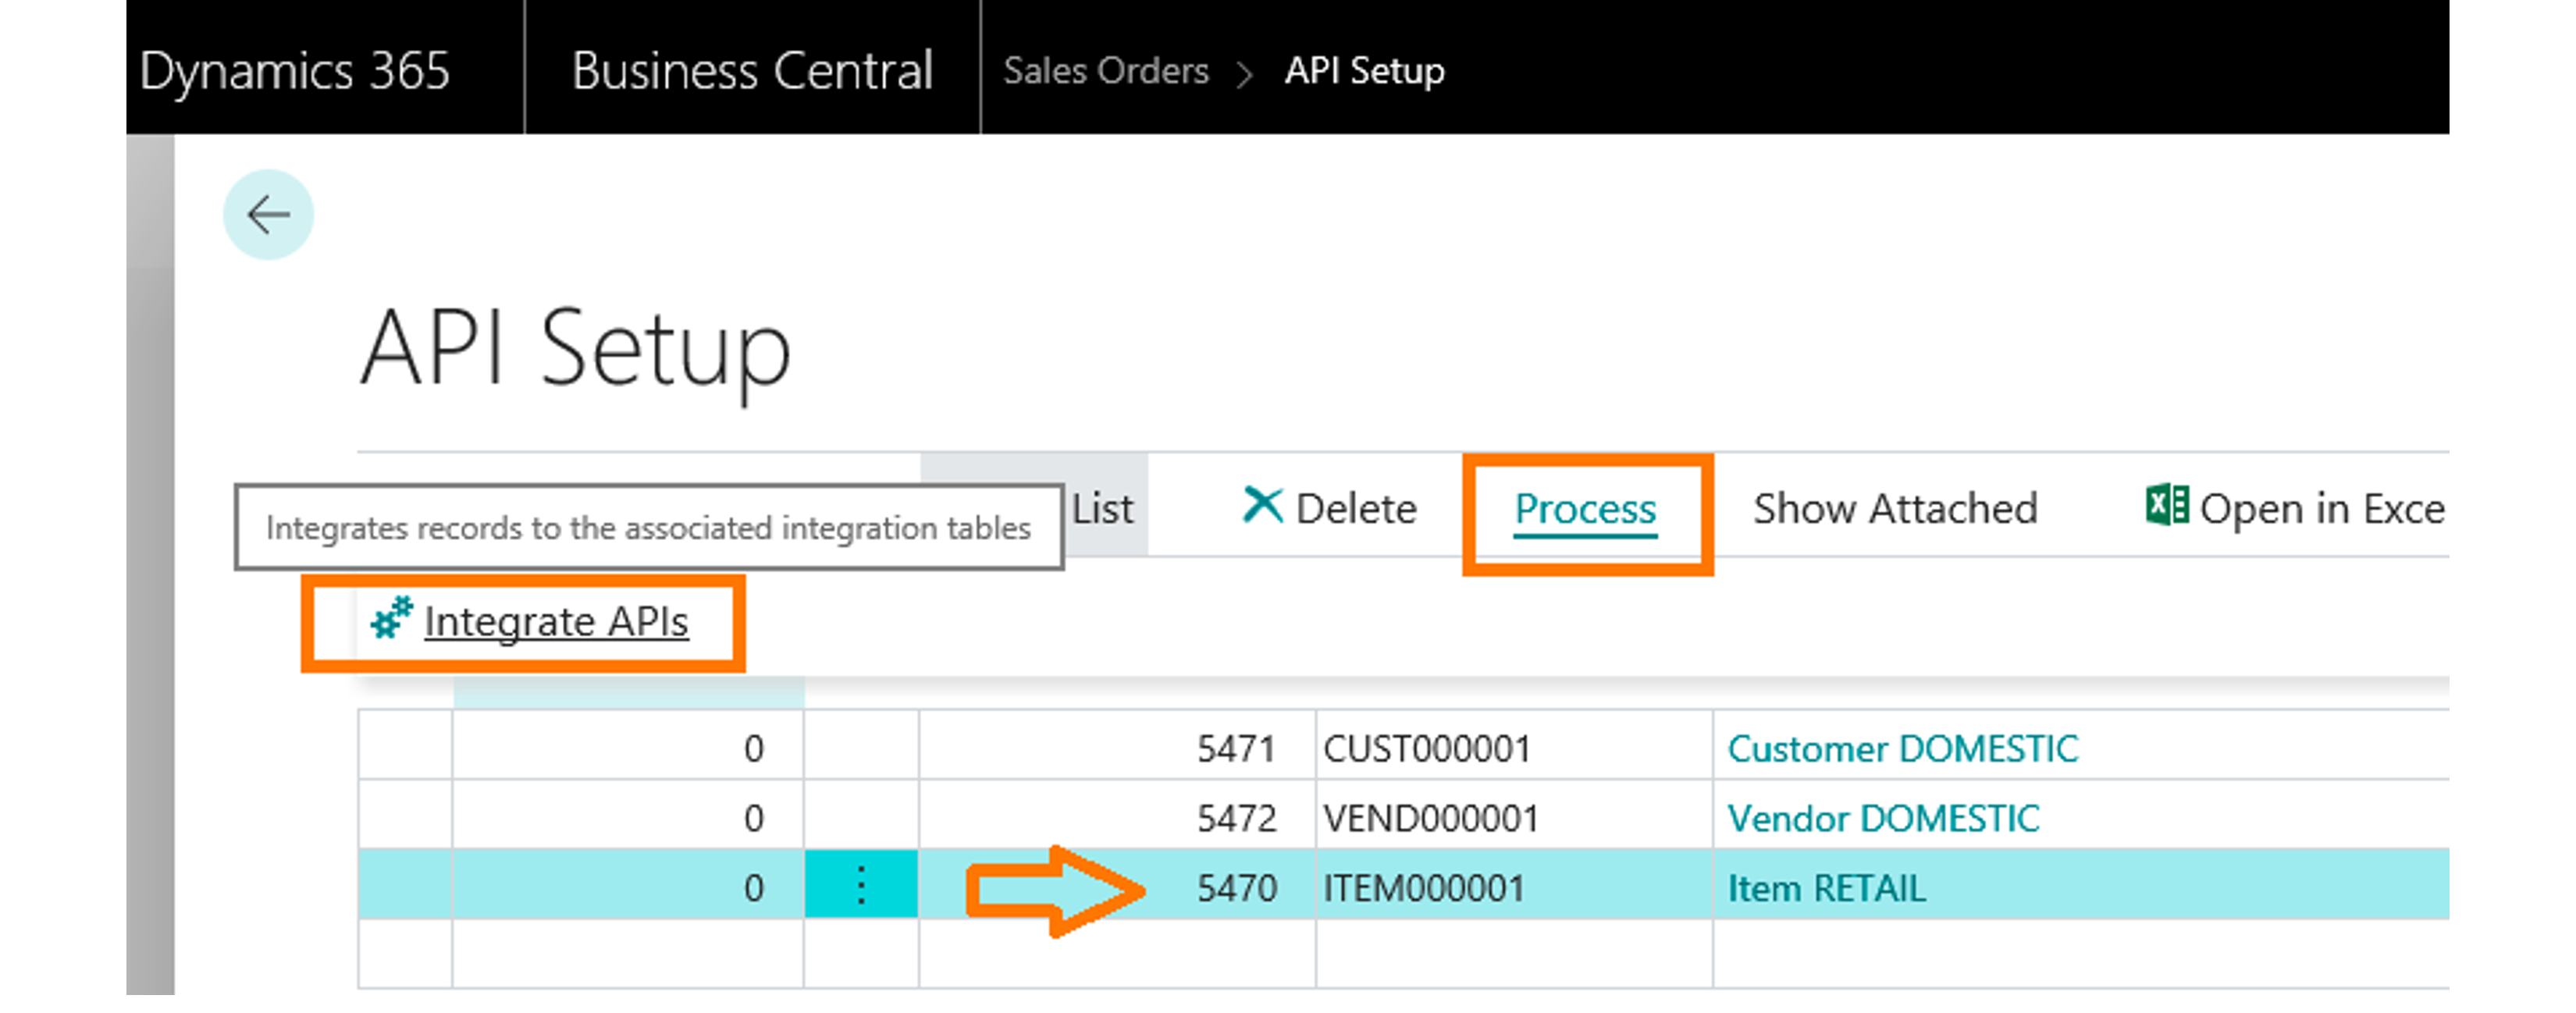 Dynamics 365 Business Central Sales Orders > API Setup
API Setup
Integrates records to the associated integration tables
List Delete Process Show Attached Open in Exce
Integrate APIs
0 5471 CUST000001 Customer DOMESTIC
0 5472 VEND000001 Vendor DOMESTIC
0 5470 ITEM000001 Item RETAIL